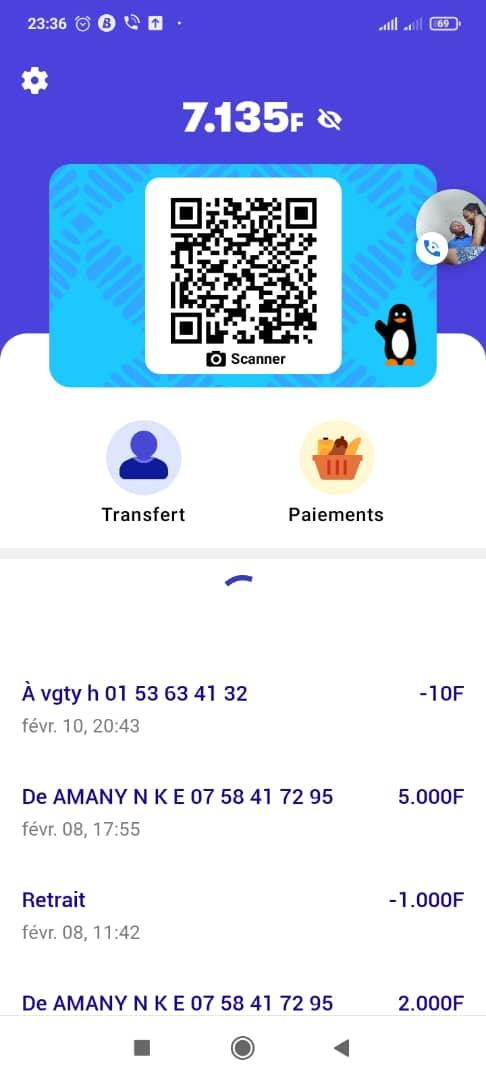 23:36
69
7.135F
Scanner
Transfert
Paiements
À vgty h 01 53 63 41 32
-10F
févr. 10, 20:43
De AMANY N K E 07 58 41 72 95
5.000F
févr. 08, 17:55
Retrait
-1.000F
févr. 08, 11:42
De AMANY N K E 07 58 41 72 95
2.000F